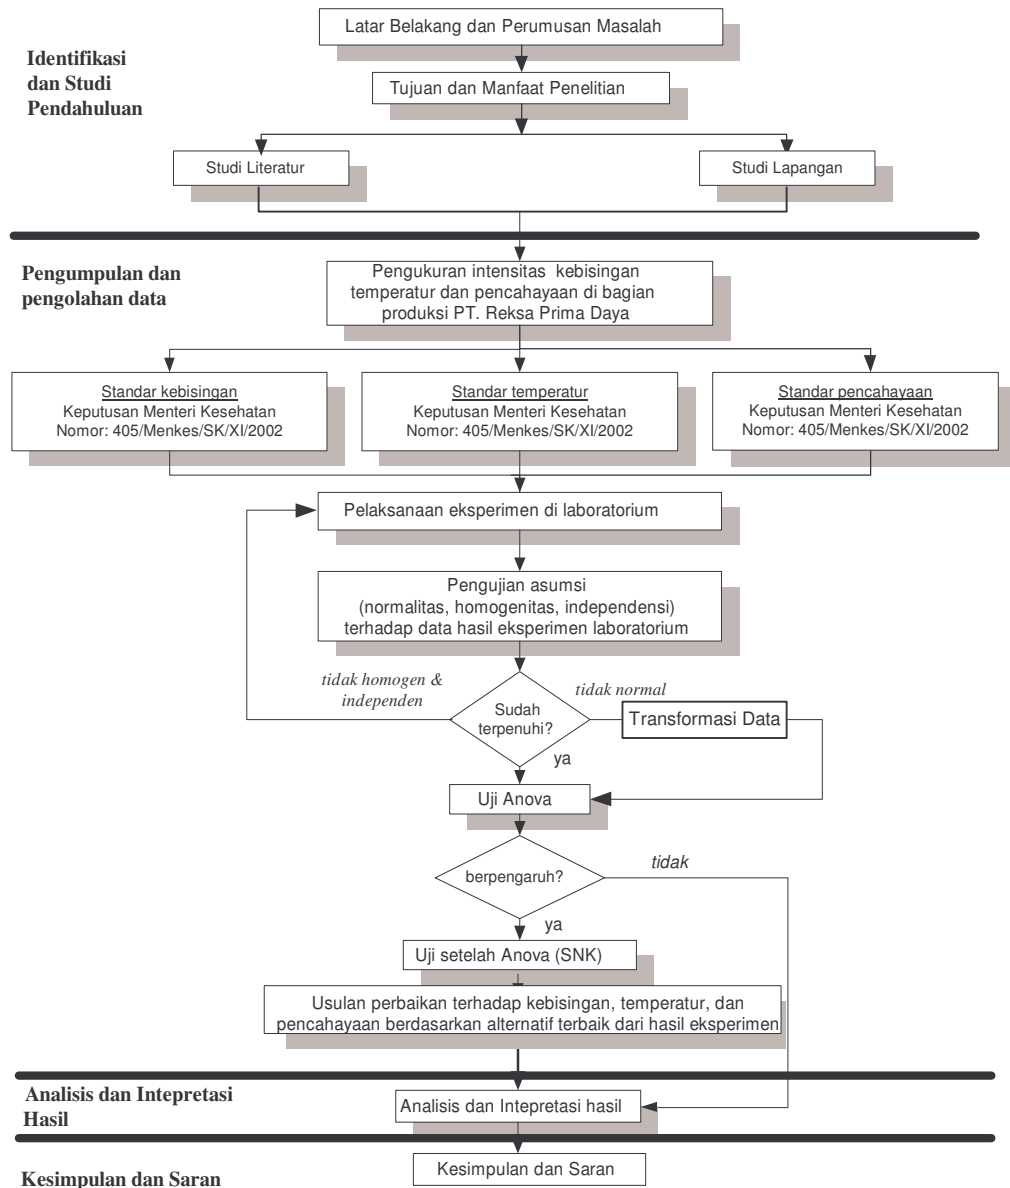 Latar Belakang dan Perumusan Masalah
Identifikasi
dan Studi
Pendahuluan
Tujuan dan Manfaat Penelitian
Studi Literatur
Studi Lapangan
Pengumpulan dan
pengolahan data
Pengukuran intensitas kebisingan
temperatur dan pencahayaan di bagian
produksi PT. Reksa Prima Daya
Standar kebisingan
Keputusan Menteri Kesehatan
Nomor: 405/Menkes/SK/XI/2002
Standar temperatur
Keputusan Menteri Kesehatan
Nomor: 405/Menkes/SK/XI/2002
Standar pencahayaan
Keputusan Menteri Kesehatan
Nomor: 405/Menkes/SK/XI/2002
Pelaksanaan eksperimen di laboratorium
Pengujian asumsi
(normalitas, homogenitas, independensi)
terhadap data hasil eksperimen laboratorium
tidak homogen &
independen
tidak normal
Sudah
terpenuhi?
Transformasi Data
ya
Uji Anova
berpengaruh?
tidak
ya
Uji setelah Anova (SNK)
Usulan perbaikan terhadap kebisingan, temperatur, dan
pencahayaan berdasarkan alternatif terbaik dari hasil eksperimen
Analisis dan Intepretasi
Hasil
Analisis dan Intepretasi hasil
Kesimpulan dan Saran
Kesimpulan dan Saran